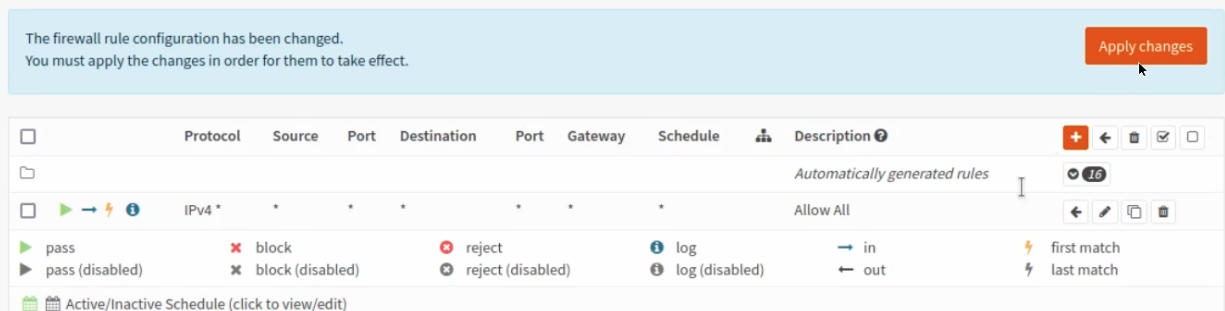 The firewall rule configuration has been changed.
You must apply the changes in order for them to take effect.
Apply changes
Protocol Source Port Destination Port Gateway Schedule Description
Automatically generated rules 16
IPv4 * * * * * * * Allow All
pass block reject log in first match
pass (disabled) block (disabled) reject (disabled) log (disabled) out last match
Active/Inactive Schedule (click to view/edit)